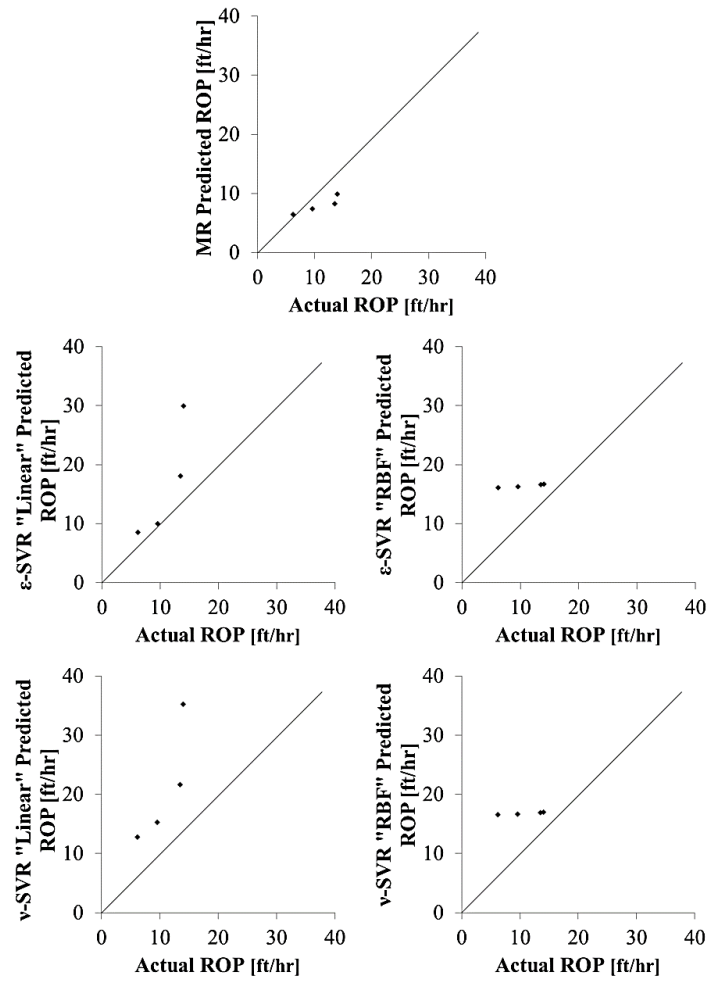 MR Predicted ROP [ft/hr]
40
30
20
10
0
0 10 20 30 40
Actual ROP [ft/hr]
ε-SVR "Linear" Predicted
ROP [ft/hr]
40
30
20
10
0
0 10 20 30 40
Actual ROP [ft/hr]
ε-SVR "RBF" Predicted
ROP [ft/hr]
40
30
20
10
0
0 10 20 30 40
Actual ROP [ft/hr]
ν-SVR "Linear" Predicted
ROP [ft/hr]
40
30
20
10
0
0 10 20 30 40
Actual ROP [ft/hr]
ν-SVR "RBF" Predicted
ROP [ft/hr]
40
30
20
10
0
0 10 20 30 40
Actual ROP [ft/hr]